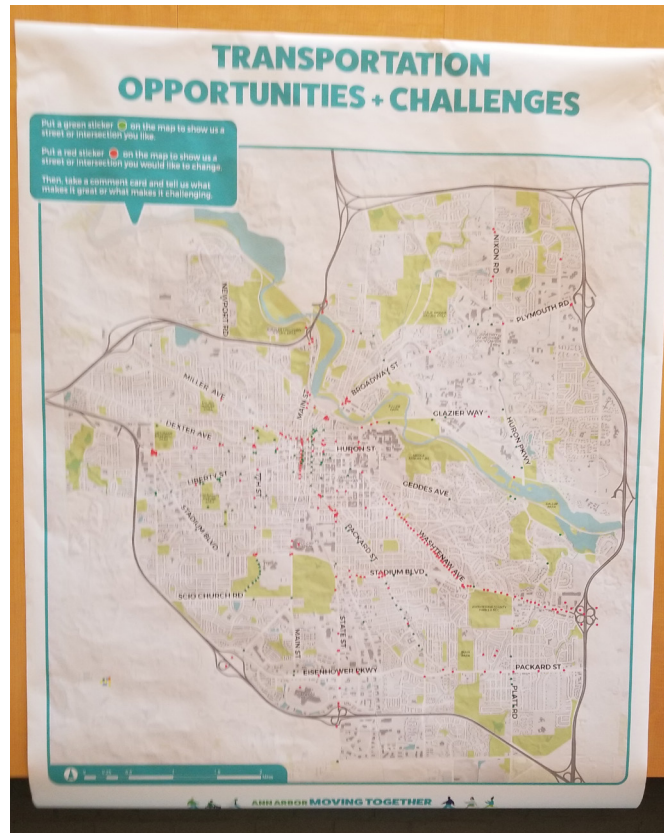 TRANSPORTATION
OPPORTUNITIES + CHALLENGES
Put a green sticker on the map to show us a
street or intersection you like.
Put a red sticker on the map to show us a
street or intersection you would like to change.
Then, take a comment card and tell us what
makes it great or what makes it challenging.
NIXON RD
NEWPORT RD
PLYMOUTH RD
BROADWAY ST
MILLER AVE
MAIN ST
GLAZIER WAY
DEXTER AVE
HURON PKWY
HURON ST
LIBERTY ST
7TH ST
GEDDES AVE
STADIUM BLVD
PACKARD ST
WASHTENAW AVE
STADIUM BLVD
SCIO CHURCH RD
MAIN ST
STATE ST
EISENHOWER PKWY
PACKARD ST
PLATT RD
ANN ARBOR MOVING TOGETHER